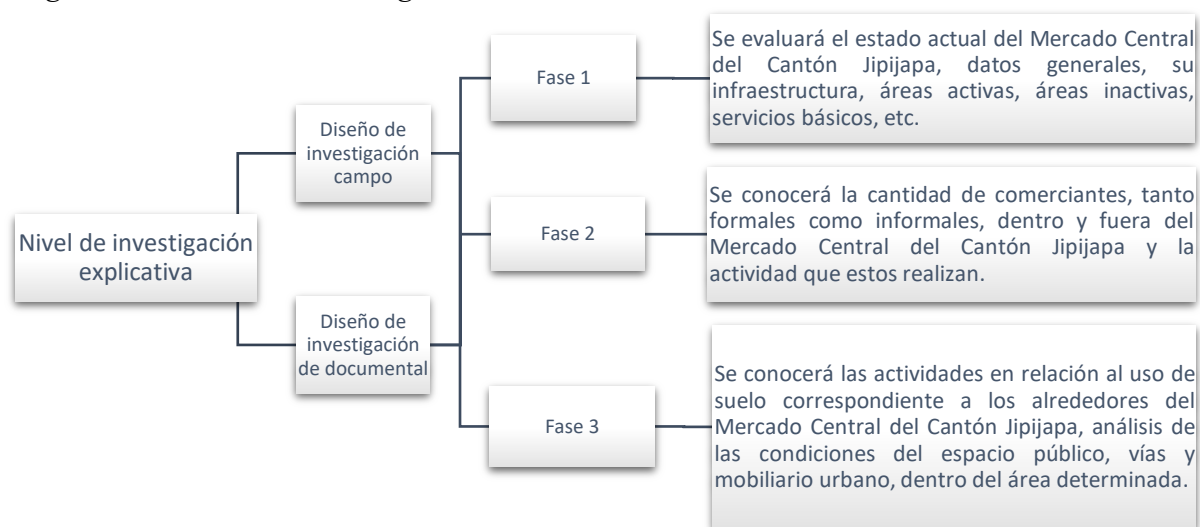 Nivel de investigación
explicativa
Diseño de
investigación
campo
Diseño de
investigación
de documental
Fase 1
Se evaluará el estado actual del Mercado Central
del Cantón Jipijapa, datos generales, su
infraestructura, áreas activas, áreas inactivas,
servicios básicos, etc.
Fase 2
Se conocerá la cantidad de comerciantes, tanto
formales como informales, dentro y fuera del
Mercado Central del Cantón Jipijapa y la
actividad que estos realizan.
Fase 3
Se conocerá las actividades en relación al uso de
suelo correspondiente a los alrededores del
Mercado Central del Cantón Jipijapa, análisis de
las condiciones del espacio público, vías y
mobiliario urbano, dentro del área determinada.